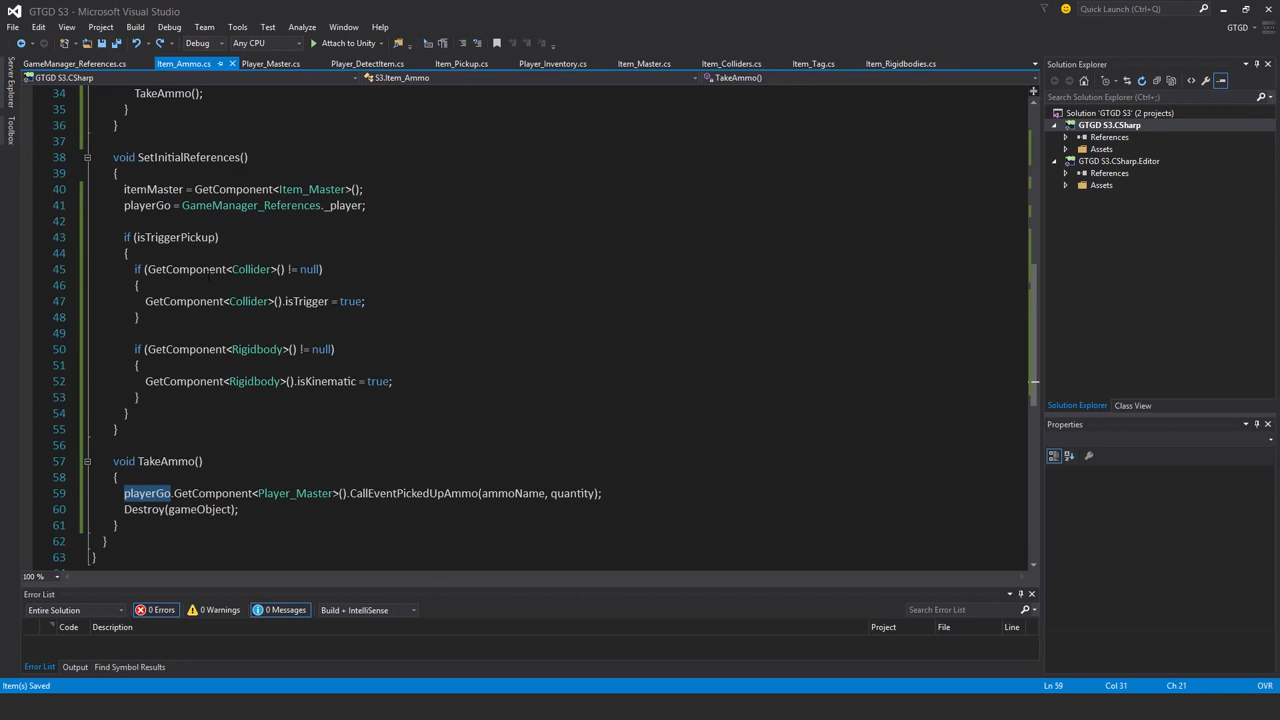 GTGD S3 - Microsoft Visual Studio
Quick Launch (Ctrl+Q)
File Edit View Project Build Debug Team Tools Test Analyze Window Help
GTGD
Debug Any CPU Attach to Unity
GameManager_References.cs Item_Ammo.cs Player_Master.cs Player_DetectItem.cs Item_Pickup.cs Player_Inventory.cs Item_Master.cs Item_Colliders.cs Item_Tag.cs Item_Rigidbodies.cs
GTGD S3.CSharp S3.Item_Ammo TakeAmmo()
Server Explorer
Toolbox
34 TakeAmmo();
35 }
36 }
37
38 void SetInitialReferences()
39 {
40 itemMaster = GetComponent<Item_Master>();
41 playerGo = GameManager_References._player;
42
43 if (isTriggerPickup)
44 {
45 if (GetComponent<Collider>() != null)
46 {
47 GetComponent<Collider>().isTrigger = true;
48 }
49
50 if (GetComponent<Rigidbody>() != null)
51 {
52 GetComponent<Rigidbody>().isKinematic = true;
53 }
54 }
55 }
56
57 void TakeAmmo()
58 {
59 playerGo.GetComponent<Player_Master>().CallEventPickedUpAmmo(ammoName, quantity);
60 Destroy(gameObject);
61 }
62 }
63 }
100 %
Solution Explorer
Search Solution Explorer (Ctrl+;)
Solution 'GTGD S3' (2 projects)
GTGD S3.CSharp
References
Assets
GTGD S3.CSharp.Editor
References
Assets
Solution Explorer Class View
Properties
Error List
Entire Solution 0 Errors 0 Warnings 0 Messages Build + IntelliSense Search Error List
Code Description Project File Line
Error List Output Find Symbol Results
Item(s) Saved Ln 59 Col 31 Ch 21 OVR